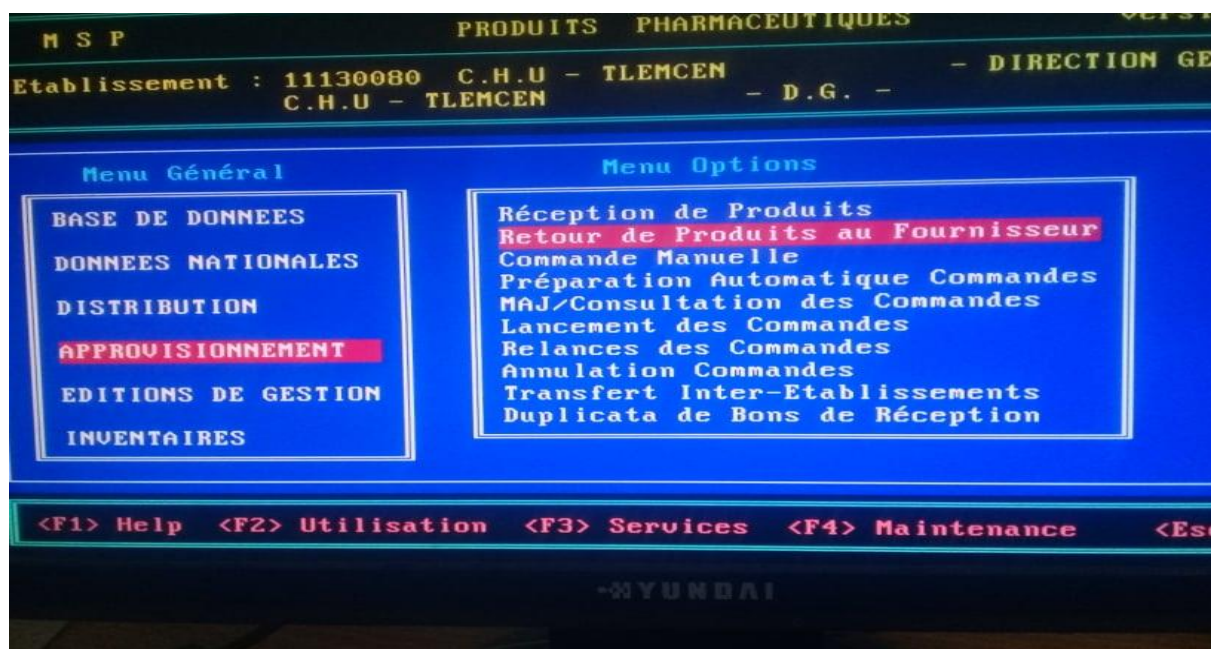 M S P PRODUITS PHARMACEUTIQUES
Etablissement : 11130080 C.H.U - TLEMCEN - DIRECTION GE
C.H.U - TLEMCEN - D.G. -
Menu Général
BASE DE DONNEES
DONNEES NATIONALES
DISTRIBUTION
APPROVISIONNEMENT
EDITIONS DE GESTION
INVENTAIRES
Menu Options
Réception de Produits
Retour de Produits au Fournisseur
Commande Manuelle
Préparation Automatique Commandes
MAJ/Consultation des Commandes
Lancement des Commandes
Relances des Commandes
Annulation Commandes
Transfert Inter-Etablissements
Duplicata de Bons de Réception
<F1> Help <F2> Utilisation <F3> Services <F4> Maintenance <Es
HYUNDAI